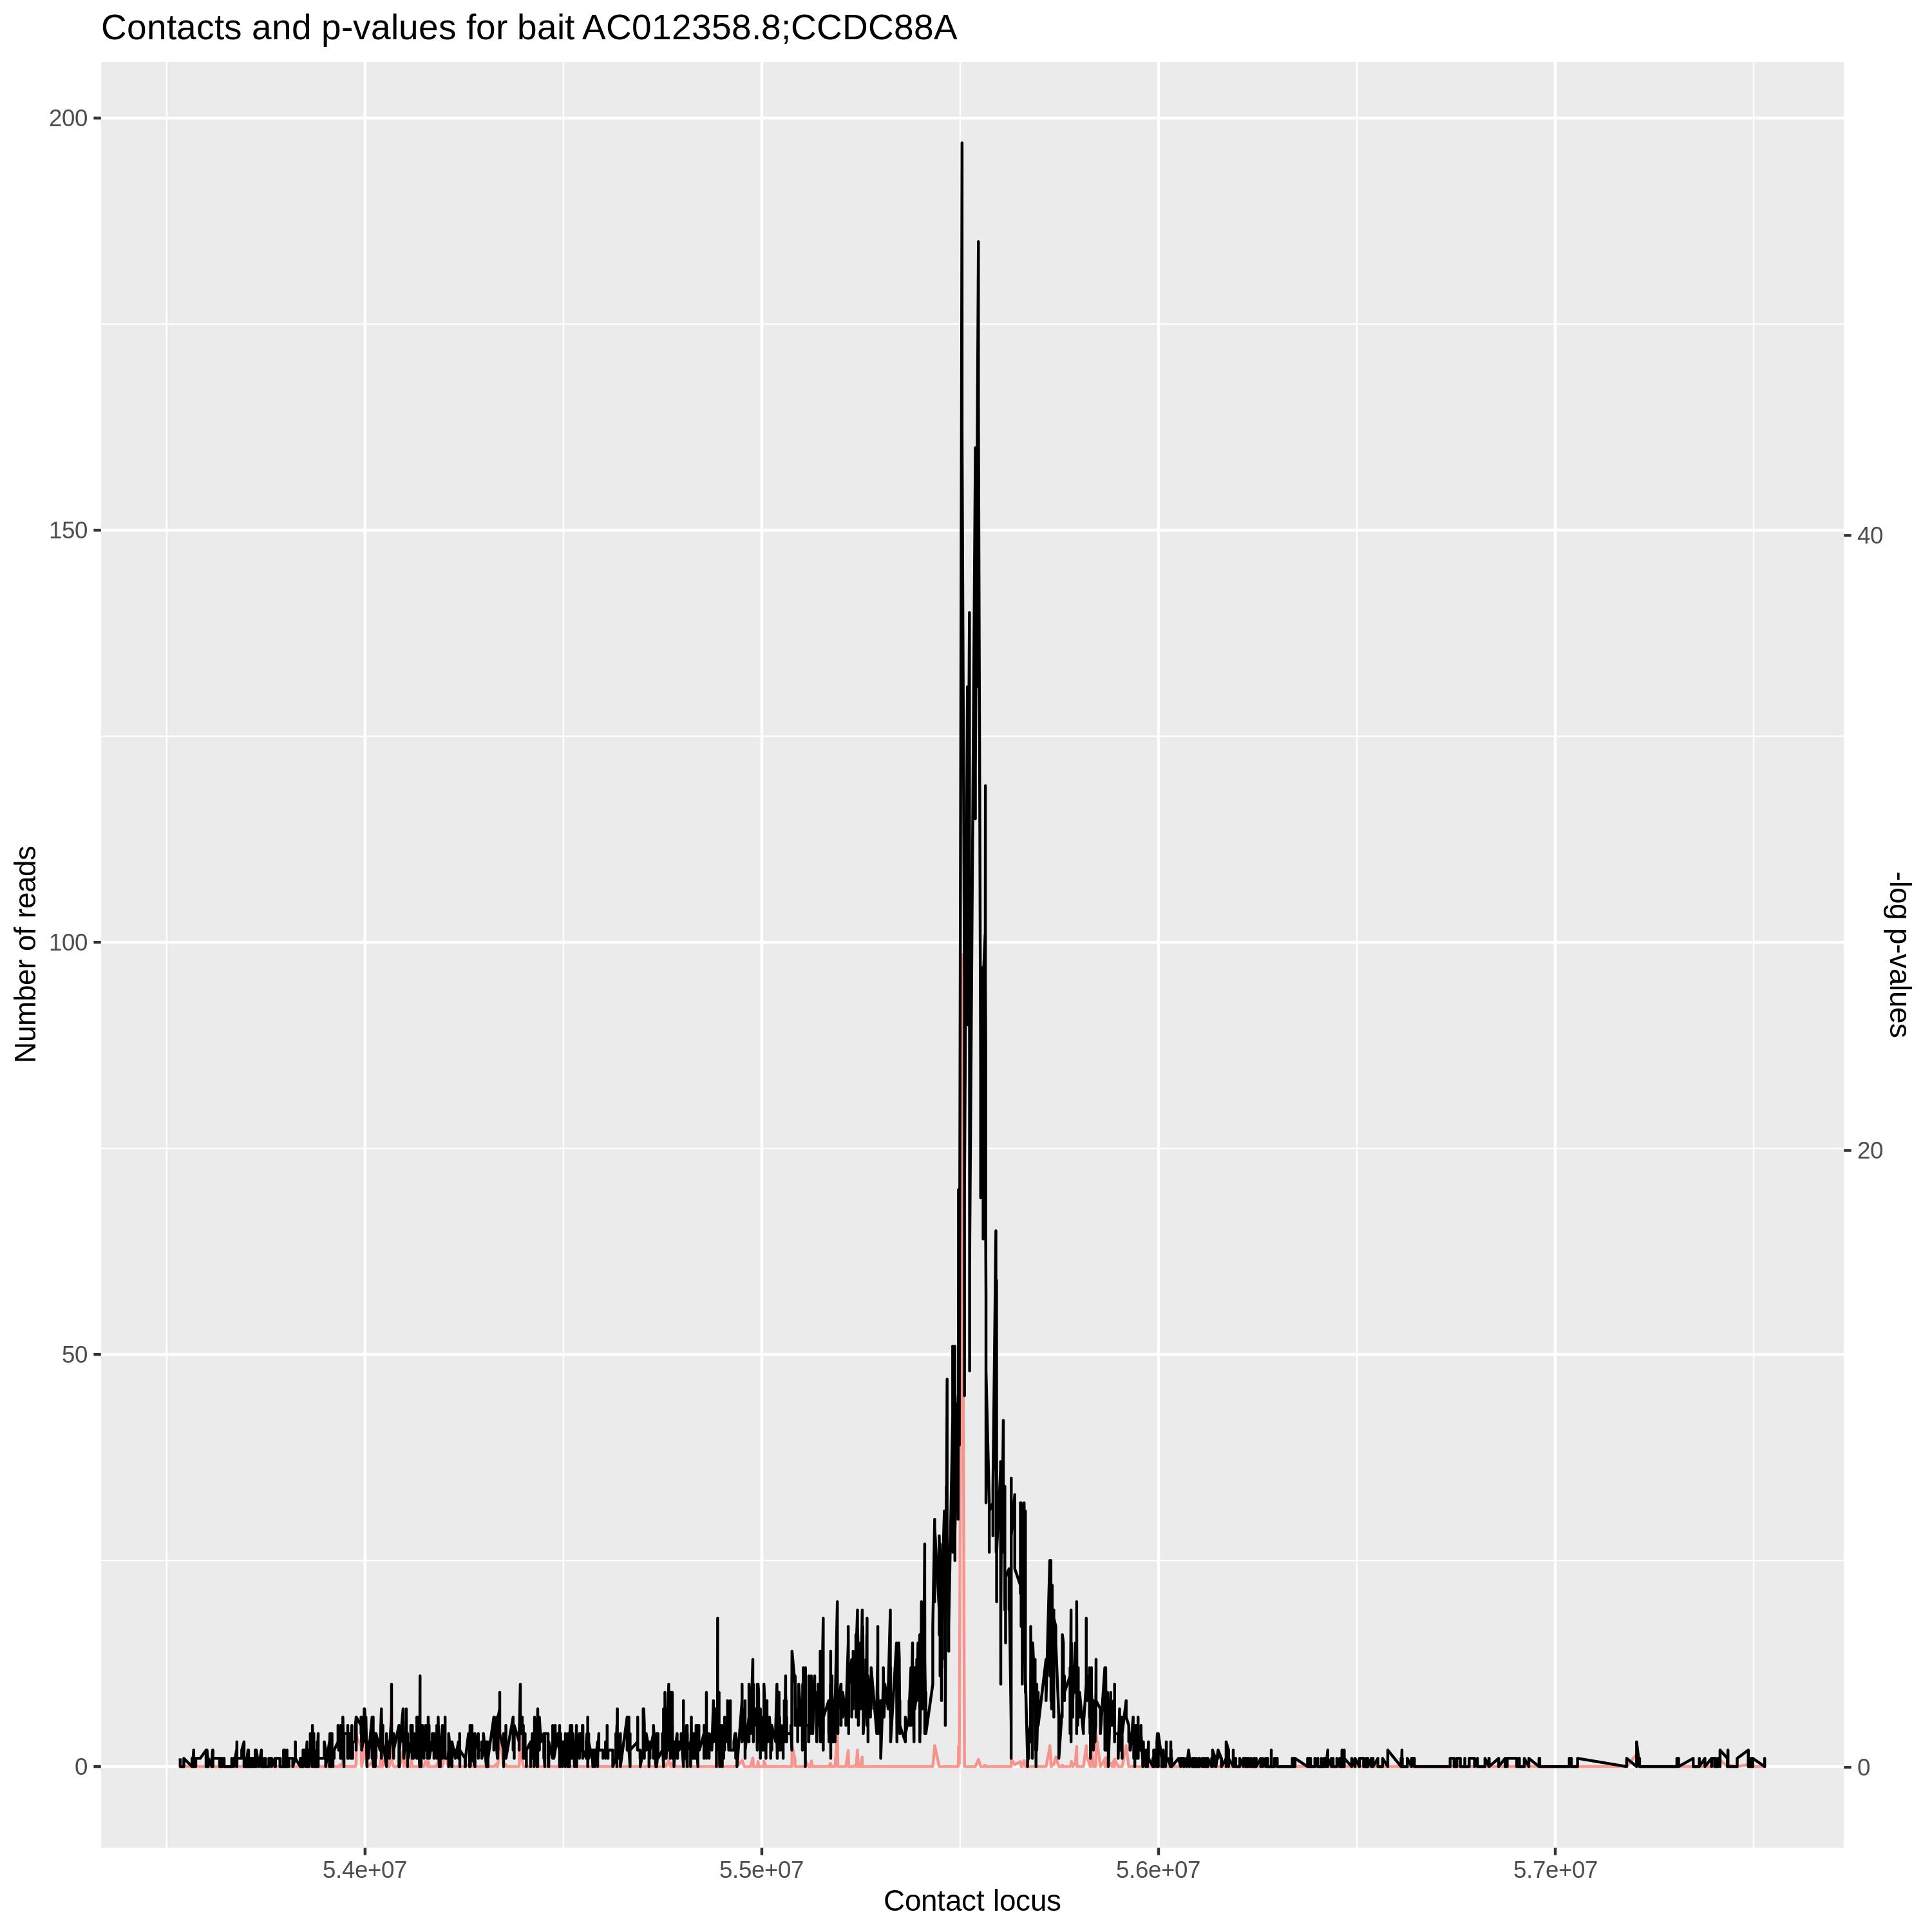 Contacts and p-values for bait AC012358.8;CCDC88A
200
150
100
50
0
Number of reads
40
20
0
-log p-values
5.4e+07
5.5e+07
5.6e+07
5.7e+07
Contact locus